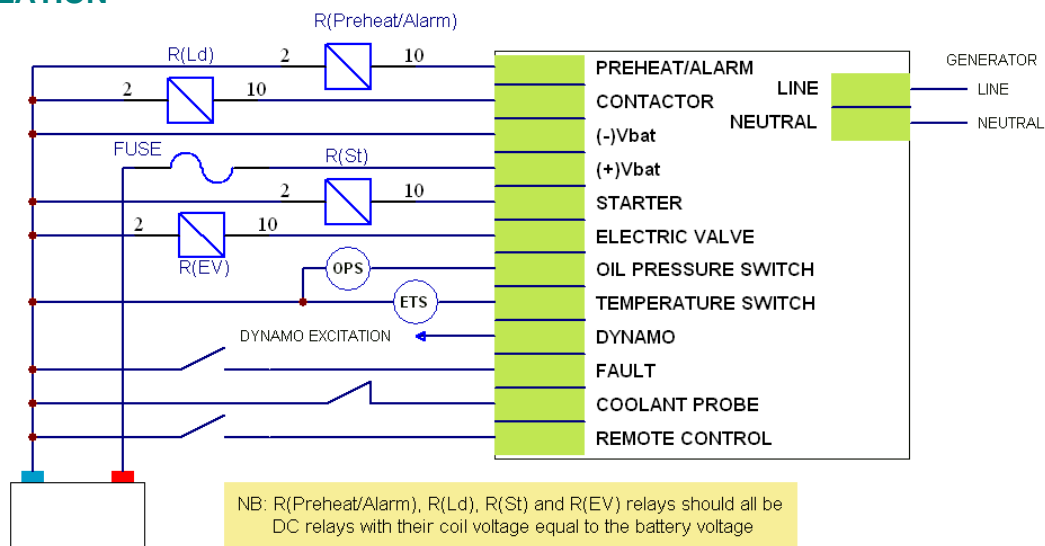 R(Preheat/Alarm)
R(Ld) 2 10 PREHEAT/ALARM GENERATOR
2 10 CONTACTOR LINE LINE
(-)Vbat NEUTRAL NEUTRAL
FUSE R(St) (+)Vbat
2 10 STARTER
2 10 ELECTRIC VALVE
R(EV) OPS OIL PRESSURE SWITCH
ETS TEMPERATURE SWITCH
DYNAMO EXCITATION DYNAMO
FAULT
COOLANT PROBE
REMOTE CONTROL
NB: R(Preheat/Alarm), R(Ld), R(St) and R(EV) relays should all be
DC relays with their coil voltage equal to the battery voltage